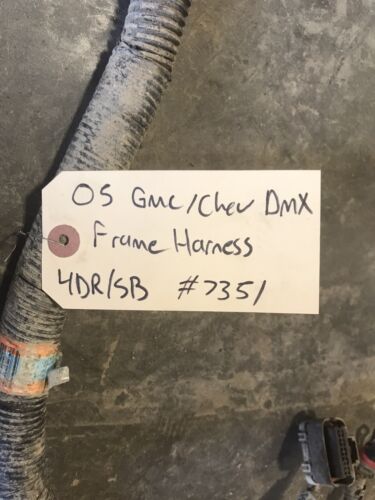 05 GMC/Chev DMX
Frame Harness
4DR/SB #7351